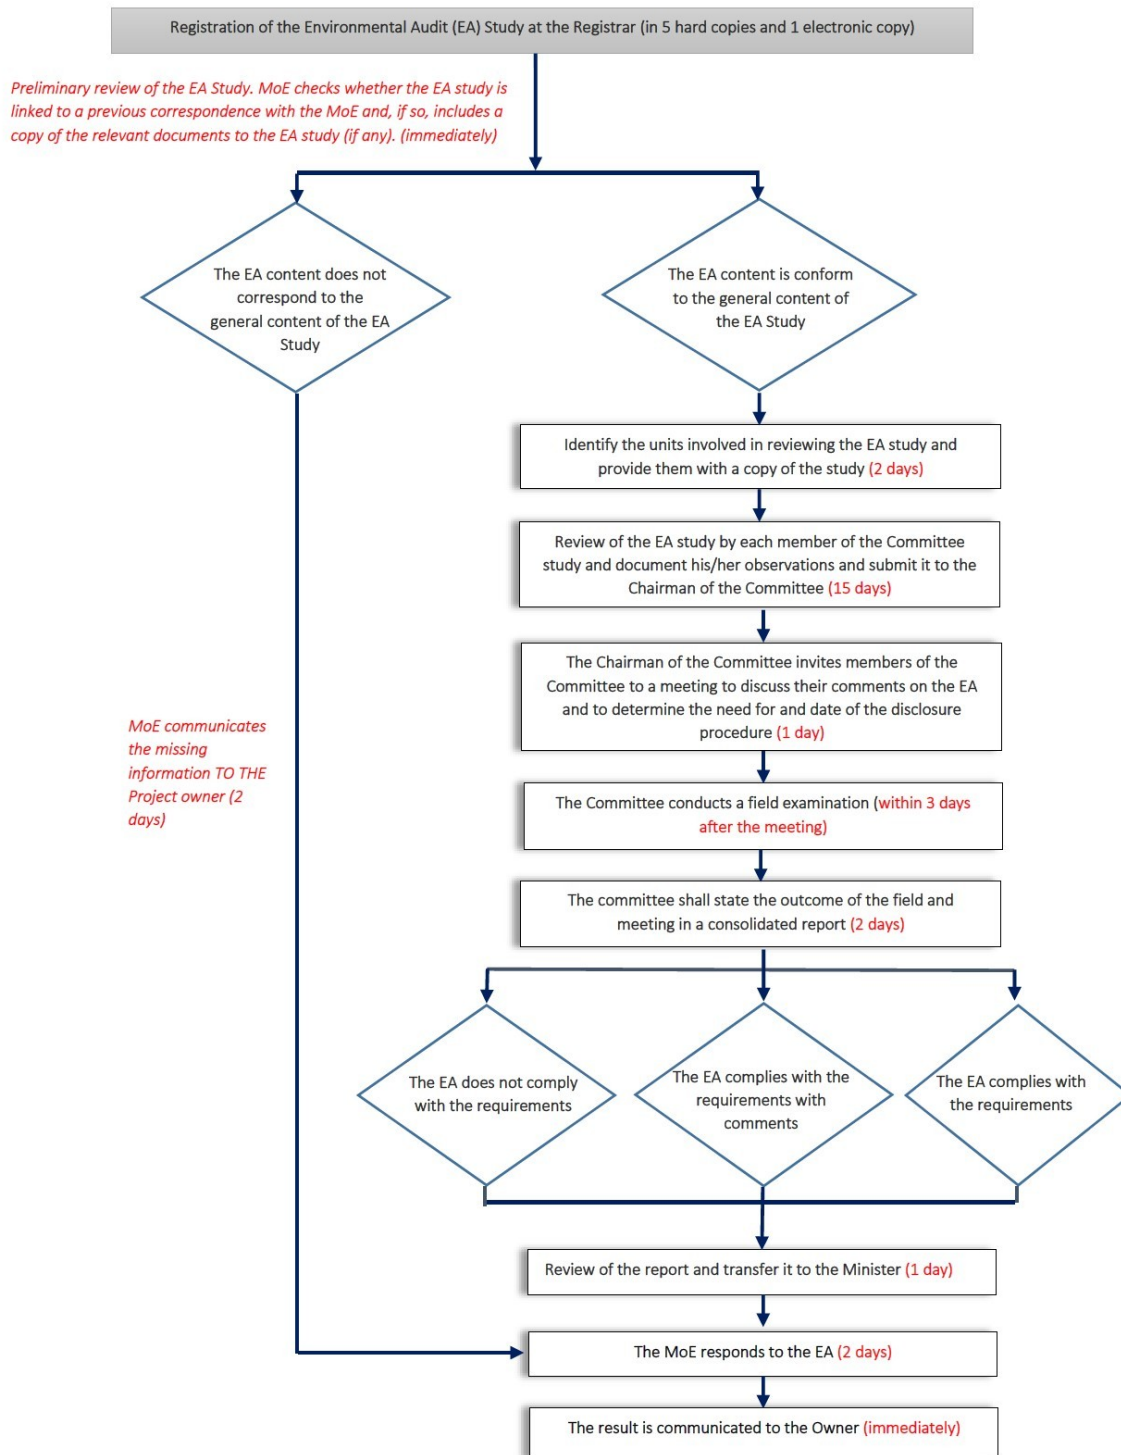 Registration of the Environmental Audit (EA) Study at the Registrar (in 5 hard copies and 1 electronic copy)
Preliminary review of the EA Study. MoE checks whether the EA study is
linked to a previous correspondence with the MoE and, if so, includes a
copy of the relevant documents to the EA study (if any). (immediately)
The EA content does not
correspond to the
general content of the EA
Study
The EA content is conform
to the general content of
the EA Study
Identify the units involved in reviewing the EA study and
provide them with a copy of the study (2 days)
Review of the EA study by each member of the Committee
study and document his/her observations and submit it to the
Chairman of the Committee (15 days)
The Chairman of the Committee invites members of the
Committee to a meeting to discuss their comments on the EA
and to determine the need for and date of the disclosure
procedure (1 day)
MoE communicates
the missing
information TO THE
Project owner (2
days)
The Committee conducts a field examination (within 3 days
after the meeting)
The committee shall state the outcome of the field and
meeting in a consolidated report (2 days)
The EA does not comply
with the requirements
The EA complies with the
requirements with
comments
The EA complies with
the requirements
Review of the report and transfer it to the Minister (1 day)
The MoE responds to the EA (2 days)
The result is communicated to the Owner (immediately)